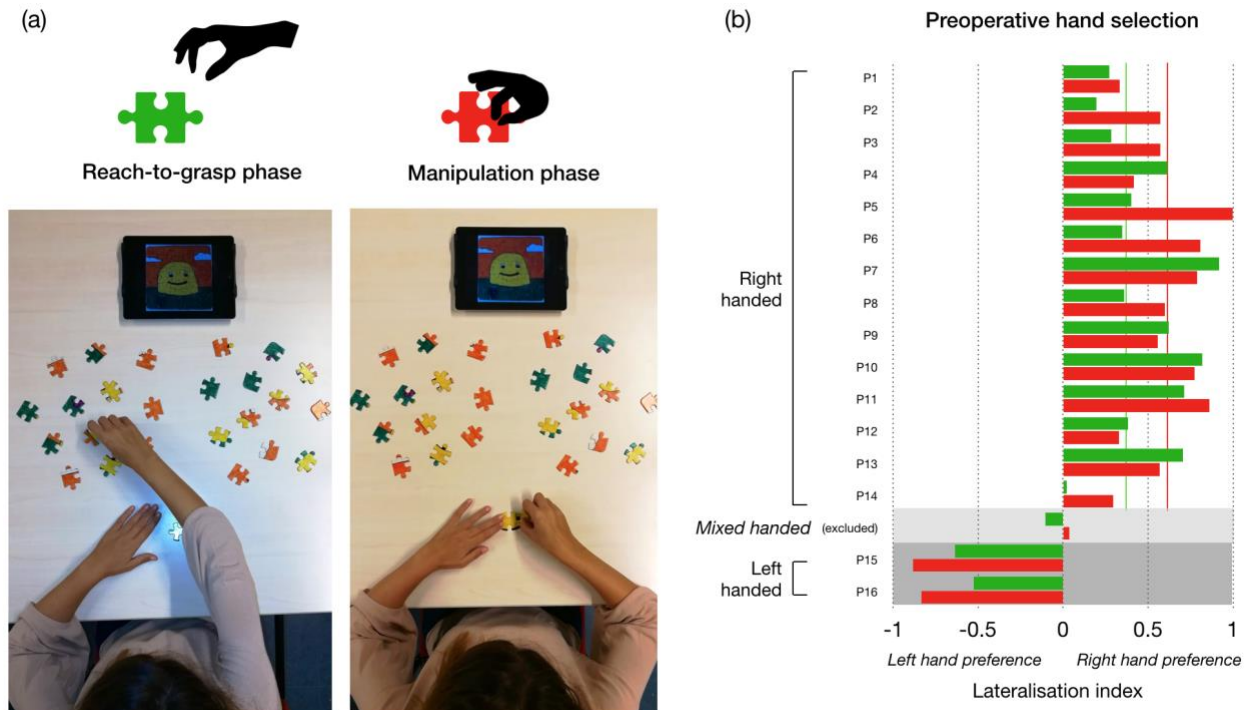 (a)
Reach-to-grasp phase
Manipulation phase
(b)
Preoperative hand selection
P1
P2
P3
P4
P5
P6
P7
P8
P9
P10
P11
P12
P13
P14
Right
handed
Mixed handed (excluded)
P15
P16
Left
handed
-1 -0.5 0 0.5 1
Left hand preference Right hand preference
Lateralisation index